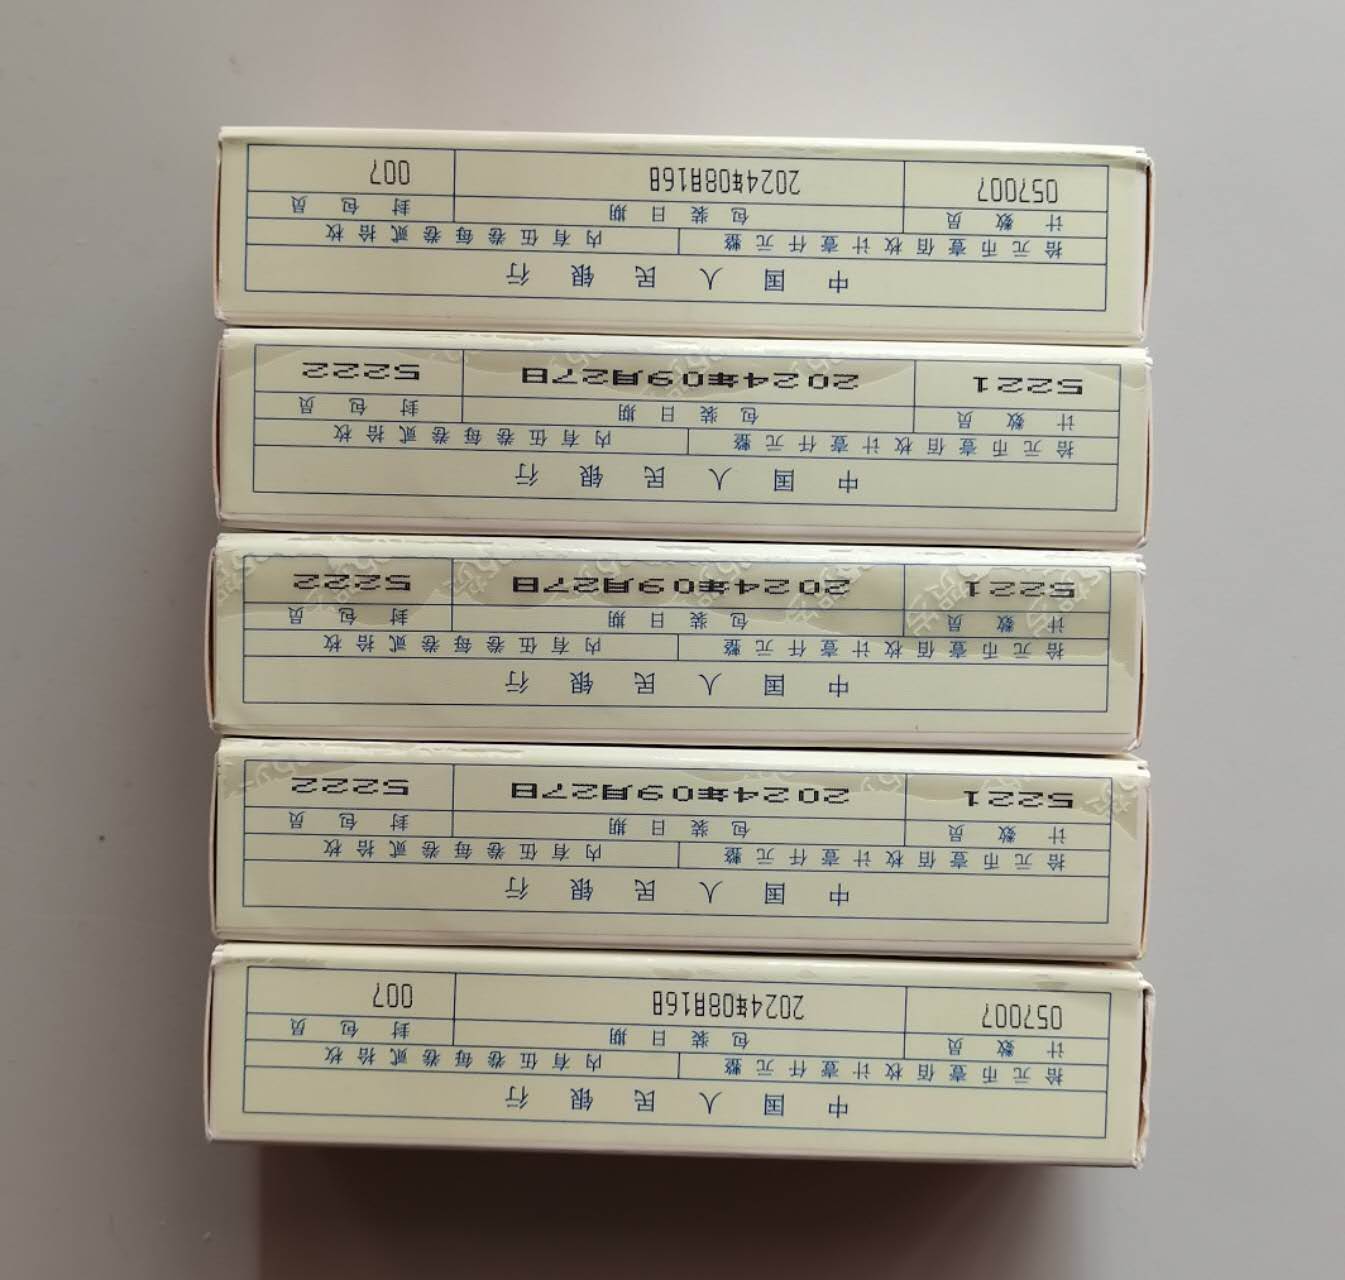 中国人民银行
拾元币壹佰枚计壹仟元整 内有伍卷每卷贰拾枚
计数员 包装日期 封包员
057007 2024年08月16日 007
中国人民银行
拾元币壹佰枚计壹仟元整 内有伍卷每卷贰拾枚
计数员 包装日期 封包员
5221 2024年09月27日 5222
中国人民银行
拾元币壹佰枚计壹仟元整 内有伍卷每卷贰拾枚
计数员 包装日期 封包员
5221 2024年09月27日 5222
中国人民银行
拾元币壹佰枚计壹仟元整 内有伍卷每卷贰拾枚
计数员 包装日期 封包员
5221 2024年09月27日 5222
中国人民银行
拾元币壹佰枚计壹仟元整 内有伍卷每卷贰拾枚
计数员 包装日期 封包员
057007 2024年08月16日 007